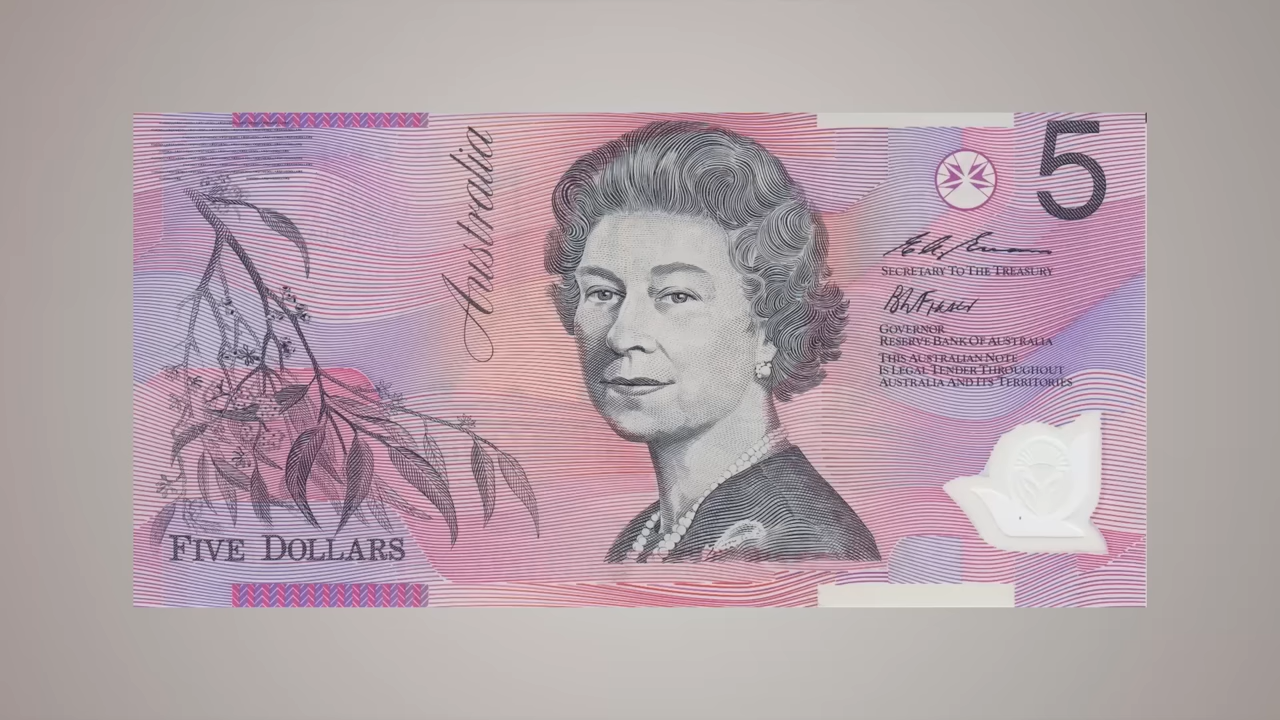 Australia
5
SECRETARY TO THE TREASURY
B W Fraser
GOVERNOR
RESERVE BANK OF AUSTRALIA
THIS AUSTRALIAN NOTE
IS LEGAL TENDER THROUGHOUT
AUSTRALIA AND ITS TERRITORIES
FIVE DOLLARS